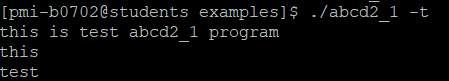 [pmi-b0702@students examples]$ ./abcd2_1 -t
this is test abcd2_1 program
this
test